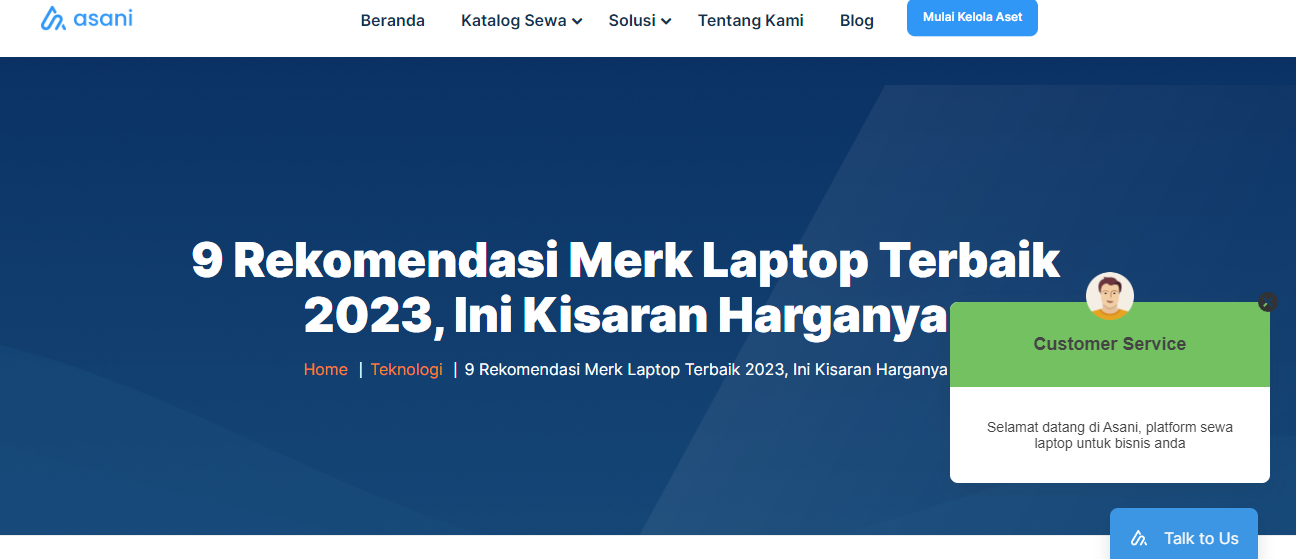 asani
Beranda
Katalog Sewa
Solusi
Tentang Kami
Blog
Mulai Kelola Aset
9 Rekomendasi Merk Laptop Terbaik
2023, Ini Kisaran Harganya
Home | Teknologi | 9 Rekomendasi Merk Laptop Terbaik 2023, Ini Kisaran Harganya
Customer Service
Selamat datang di Asani, platform sewa
laptop untuk bisnis anda
Talk to Us